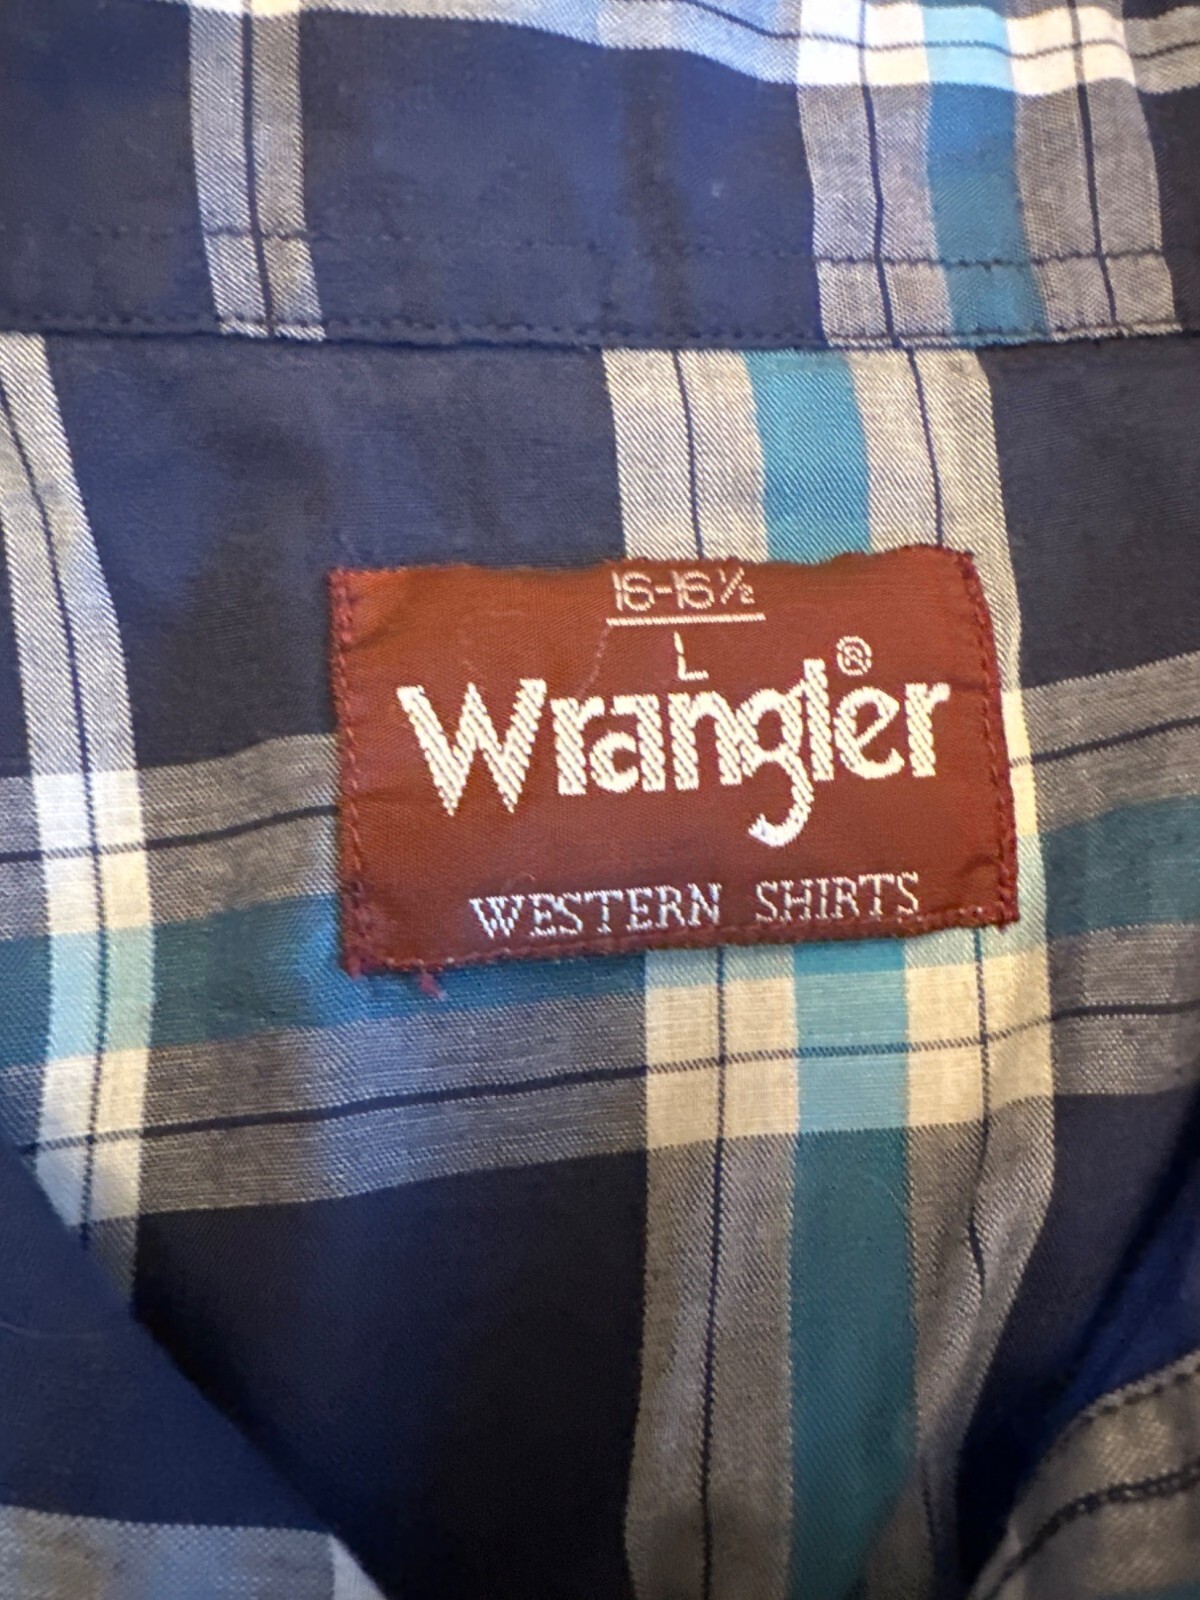 16-16½
L
Wrangler®
WESTERN SHIRTS